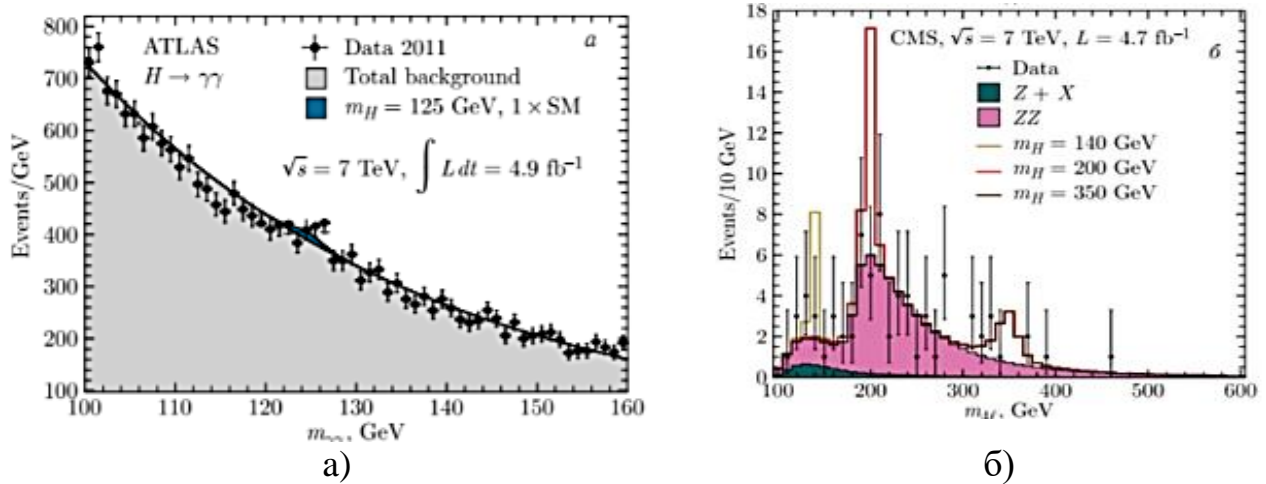 ATLAS
H → γγ
Data 2011
Total background
m_H = 125 GeV, 1 × SM
√s = 7 TeV, ∫ L dt = 4.9 fb⁻¹
а
Events/GeV
800
700
600
500
400
300
200
100
100 110 120 130 140 150 160
m_γγ, GeV
а)
CMS, √s = 7 TeV, L = 4.7 fb⁻¹
б
Data
Z + X
ZZ
m_H = 140 GeV
m_H = 200 GeV
m_H = 350 GeV
Events/10 GeV
18
16
14
12
10
8
6
4
2
0
100 200 300 400 500 600
m_4ℓ, GeV
б)